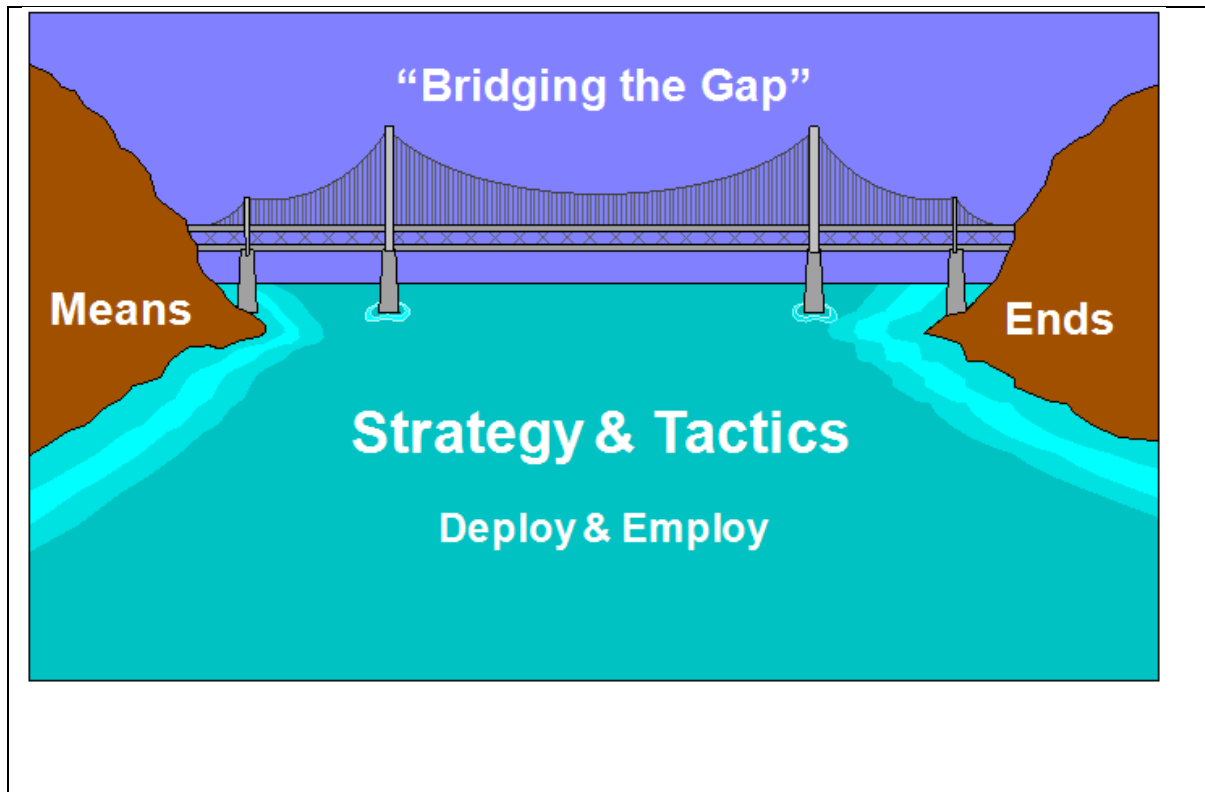 “Bridging the Gap”
Means
Ends
Strategy & Tactics
Deploy & Employ